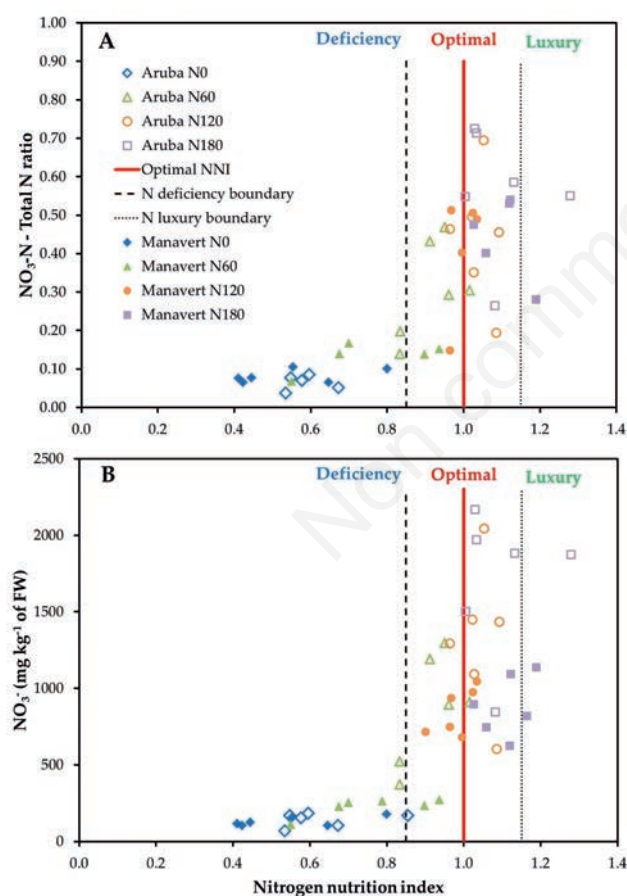 A
Deficiency Optimal Luxury
1.00
0.90
0.80
0.70
0.60
0.50
0.40
0.30
0.20
0.10
0.00
NO3-N - Total N ratio
Aruba N0
Aruba N60
Aruba N120
Aruba N180
Optimal NNI
N deficiency boundary
N luxury boundary
Manavert N0
Manavert N60
Manavert N120
Manavert N180
0.0 0.2 0.4 0.6 0.8 1.0 1.2 1.4
B
Deficiency Optimal Luxury
2500
2000
1500
1000
500
0
NO3- (mg kg-1 of FW)
0.0 0.2 0.4 0.6 0.8 1.0 1.2 1.4
Nitrogen nutrition index
Non comme